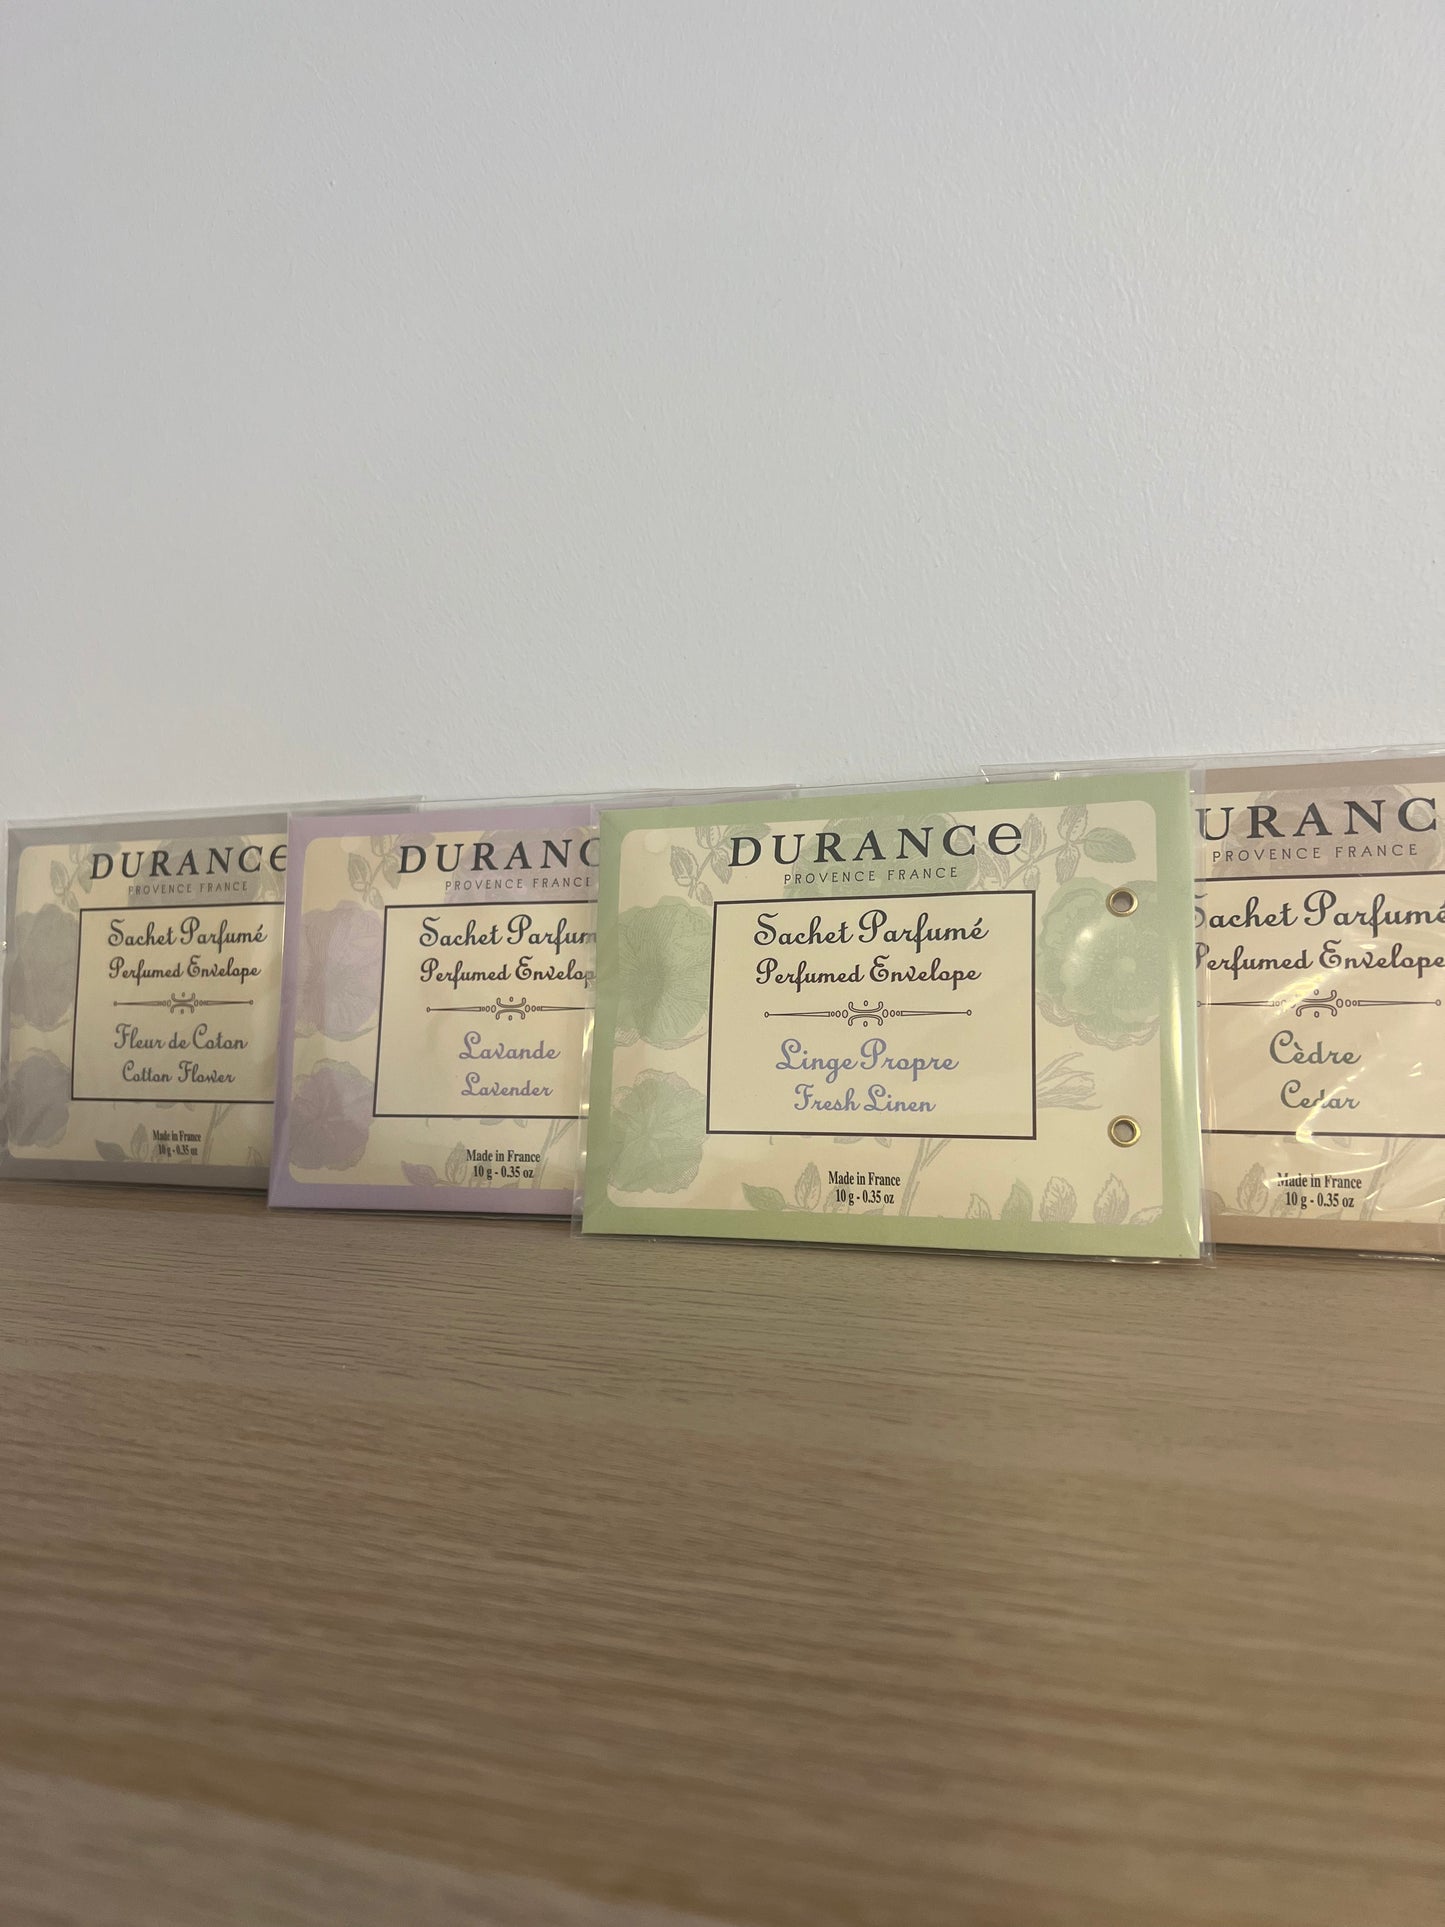 DURANCE
PROVENCE FRANCE
Sachet Parfumé
Perfumed Envelope
Fleur de Coton
Cotton Flower
Made in France
10 g - 0.35 oz
DURANC
PROVENCE FRANCE
Sachet Parfum
Perfumed Envelop
Lavande
Lavender
Made in France
10 g - 0.35 oz
DURANCE
PROVENCE FRANCE
Sachet Parfumé
Perfumed Envelope
Linge Propre
Fresh Linen
Made in France
10 g - 0.35 oz
URANC
PROVENCE FRANCE
Sachet Parfumé
Perfumed Envelope
Cèdre
Cedar
Made in France
10 g - 0.35 oz